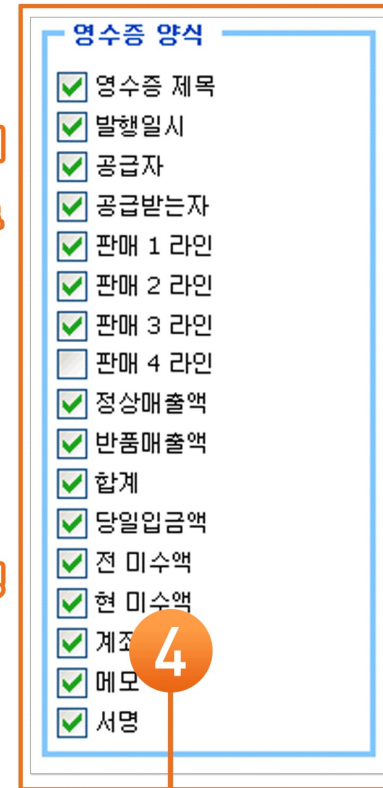 영수증 양식
영수증 제목
발행일시
공급자
공급받는자
판매 1 라인
판매 2 라인
판매 3 라인
판매 4 라인
정상매출액
반품매출액
합계
당일입금액
전 미수액
현 미수액
4
메모
서명